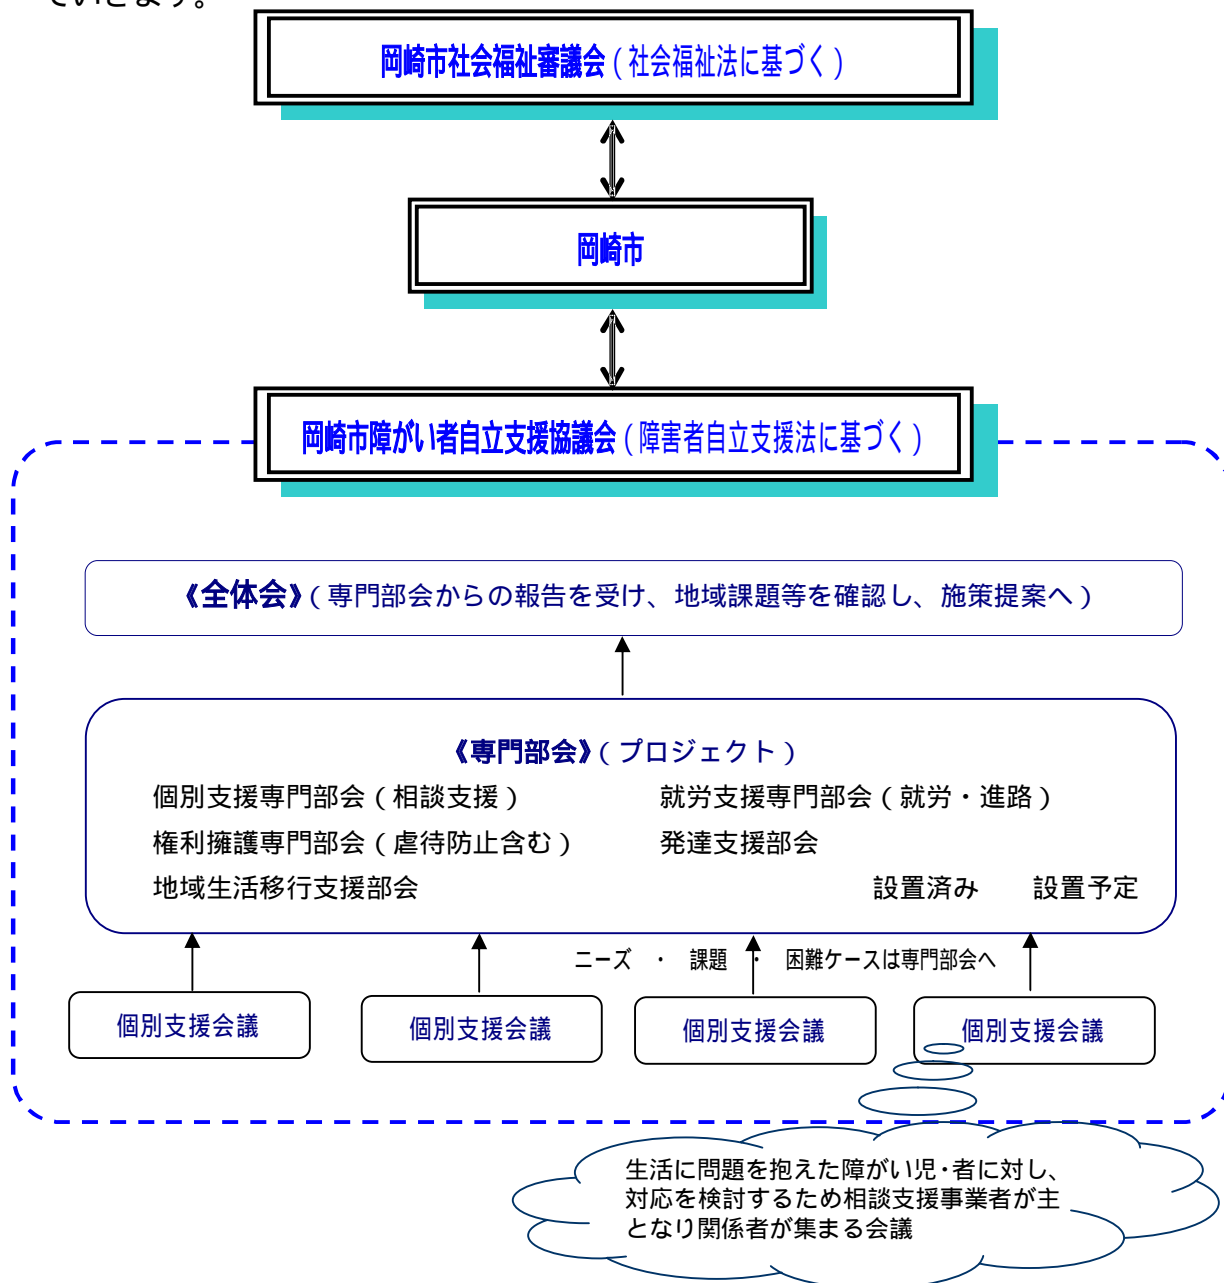 ていきます。
岡崎市社会福祉審議会(社会福祉法に基づく)
岡崎市
岡崎市障がい者自立支援協議会(障害者自立支援法に基づく)
《全体会》(専門部会からの報告を受け、地域課題等を確認し、施策提案へ)
《専門部会》(プロジェクト)
個別支援専門部会(相談支援) 就労支援専門部会(就労・進路)
権利擁護専門部会(虐待防止含む) 発達支援部会
地域生活移行支援部会 設置済み 設置予定
ニーズ ・ 課題 ・ 困難ケースは専門部会へ
個別支援会議 個別支援会議 個別支援会議 個別支援会議
生活に問題を抱えた障がい児・者に対し、
対応を検討するため相談支援事業者が主
となり関係者が集まる会議